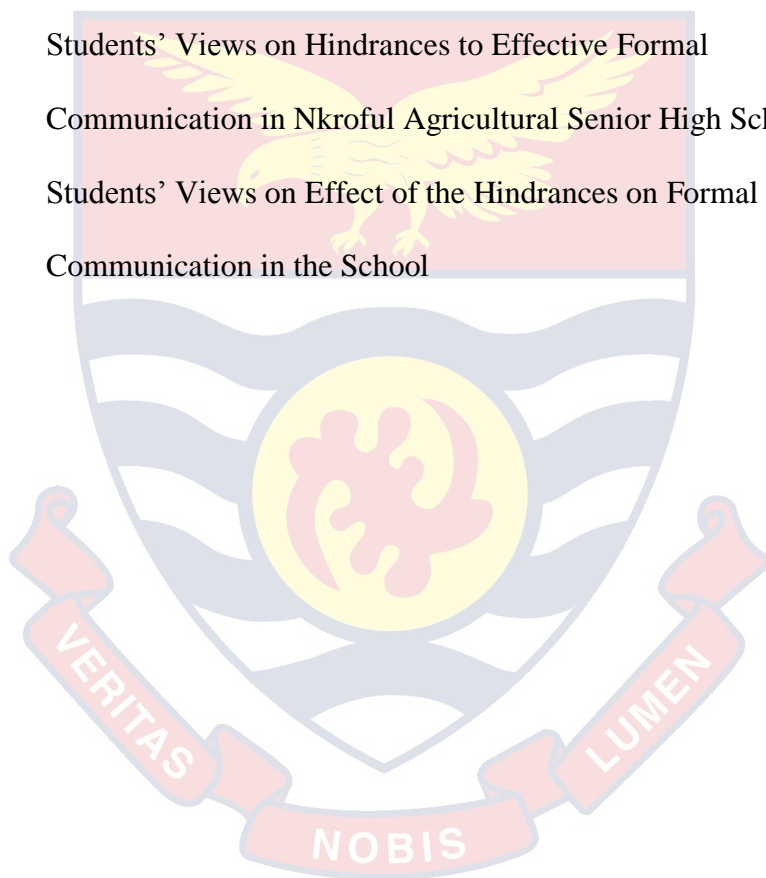 Students’ Views on Hindrances to Effective Formal
Communication in Nkroful Agricultural Senior High
Students’ Views on Effect of the Hindrances on Formal
Communication in the School
VERITAS
NOBIS
LUMEN